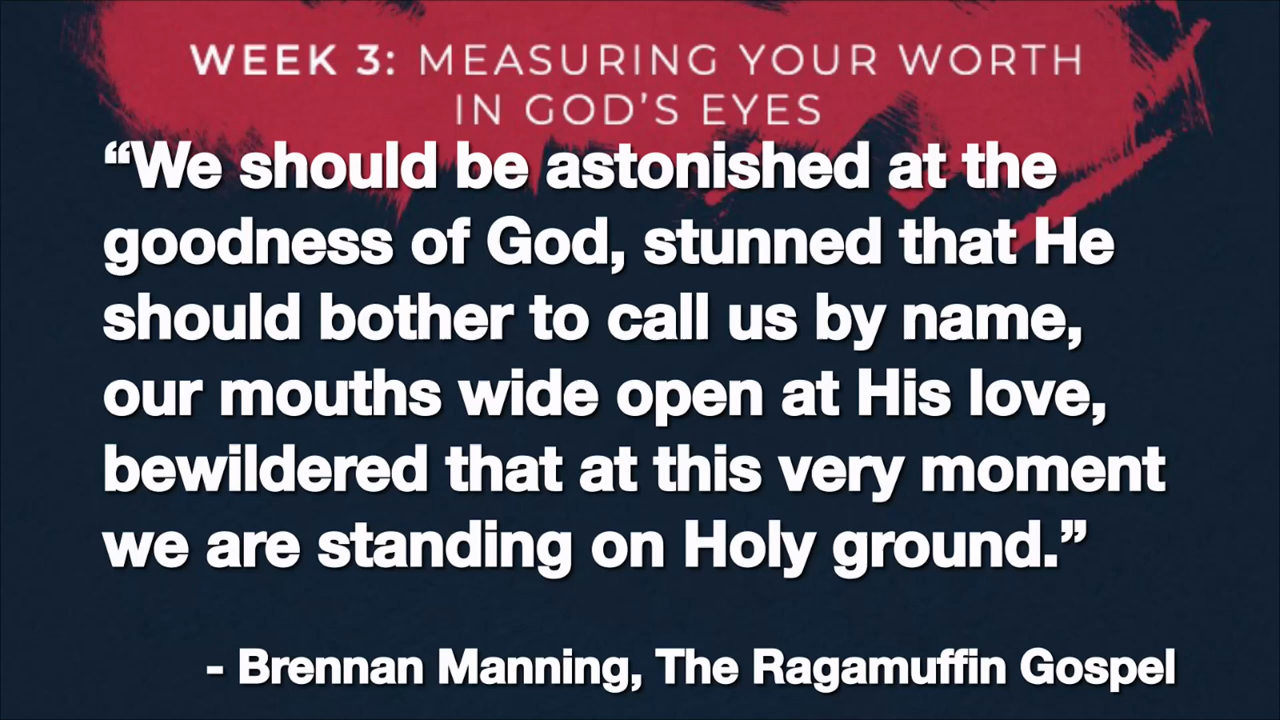 WEEK 3: MEASURING YOUR WORTH
IN GOD'S EYES
“We should be astonished at the
goodness of God, stunned that He
should bother to call us by name,
our mouths wide open at His love,
bewildered that at this very moment
we are standing on Holy ground.”
- Brennan Manning, The Ragamuffin Gospel